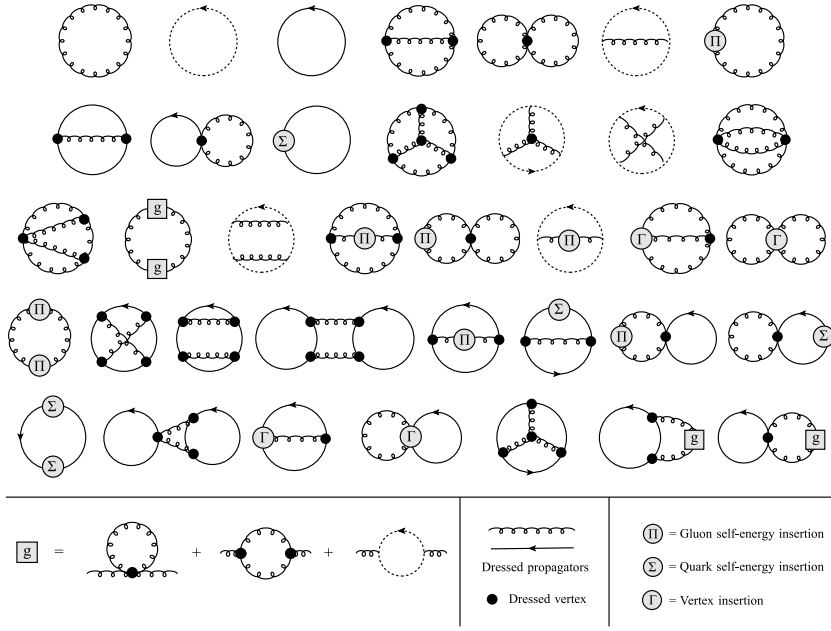 Π
Σ
g
Π Π Π Γ Γ
g
Π Σ
Π Π Σ
Π
Σ
Γ Γ g g
Σ
g = + +
Dressed propagators
Dressed vertex
Π = Gluon self-energy insertion
Σ = Quark self-energy insertion
Γ = Vertex insertion